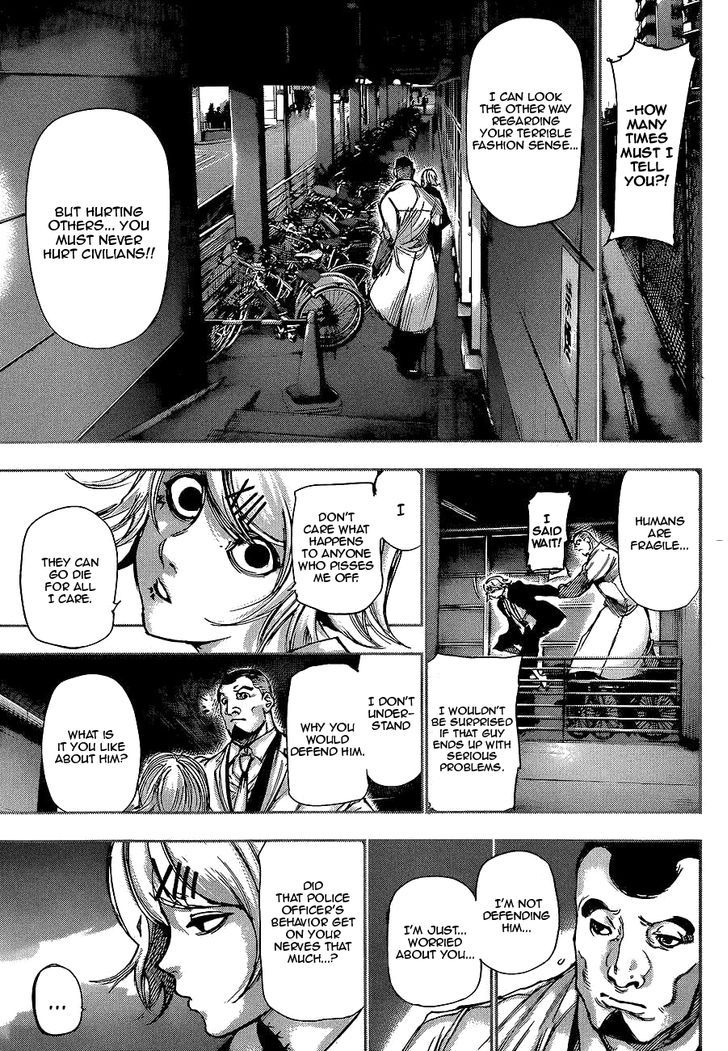 -HOW
MANY
TIMES
MUST I
TELL
YOU?!
I CAN LOOK
THE OTHER WAY
REGARDING
YOUR TERRIBLE
FASHION SENSE...
BUT HURTING
OTHERS... YOU
MUST NEVER
HURT CIVILIANS!!
HUMANS
ARE
FRAGILE...
I
SAID
WAIT!
I WOULDN'T
BE SURPRISED
IF THAT GUY
ENDS UP WITH
SERIOUS
PROBLEMS.
I
DON'T
CARE WHAT
HAPPENS
TO ANYONE
WHO PISSES
ME OFF.
THEY CAN
GO DIE
FOR ALL
I CARE.
I DON'T
UNDER-
STAND
WHY YOU
WOULD
DEFEND HIM.
WHAT IS
IT YOU LIKE
ABOUT HIM?
I'M NOT
DEFENDING
HIM...
I'M JUST...
WORRIED
ABOUT YOU...
DID
THAT POLICE
OFFICER'S
BEHAVIOR GET
ON YOUR
NERVES THAT
MUCH...?
...